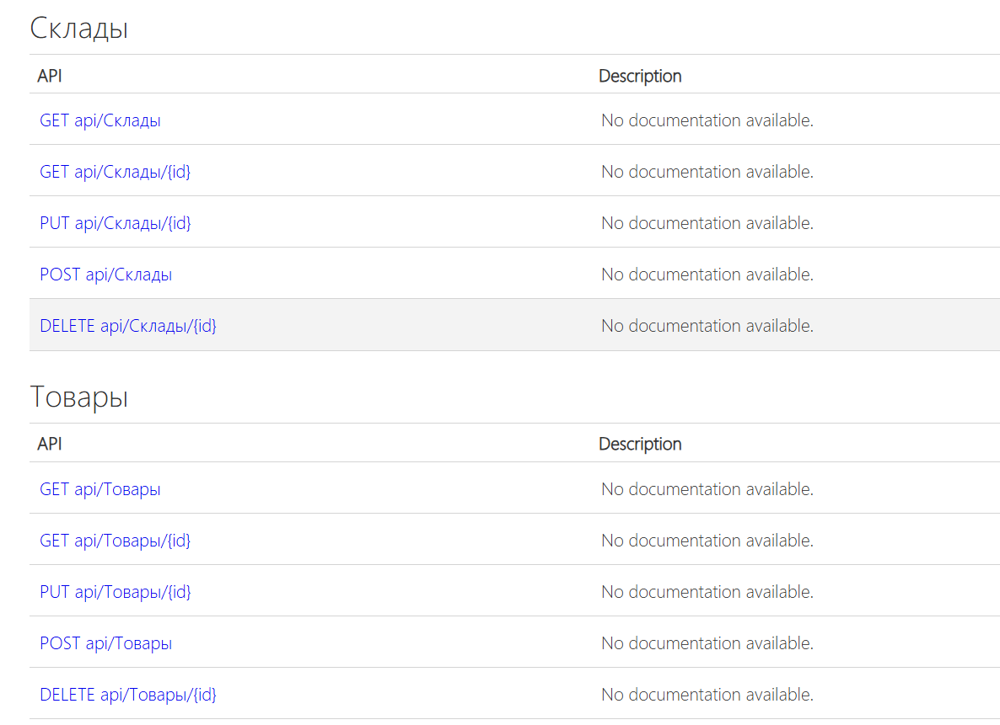 Склады
API Description
GET api/Склады No documentation available.
GET api/Склады/{id} No documentation available.
PUT api/Склады/{id} No documentation available.
POST api/Склады No documentation available.
DELETE api/Склады/{id} No documentation available.
Товары
API Description
GET api/Товары No documentation available.
GET api/Товары/{id} No documentation available.
PUT api/Товары/{id} No documentation available.
POST api/Товары No documentation available.
DELETE api/Товары/{id} No documentation available.